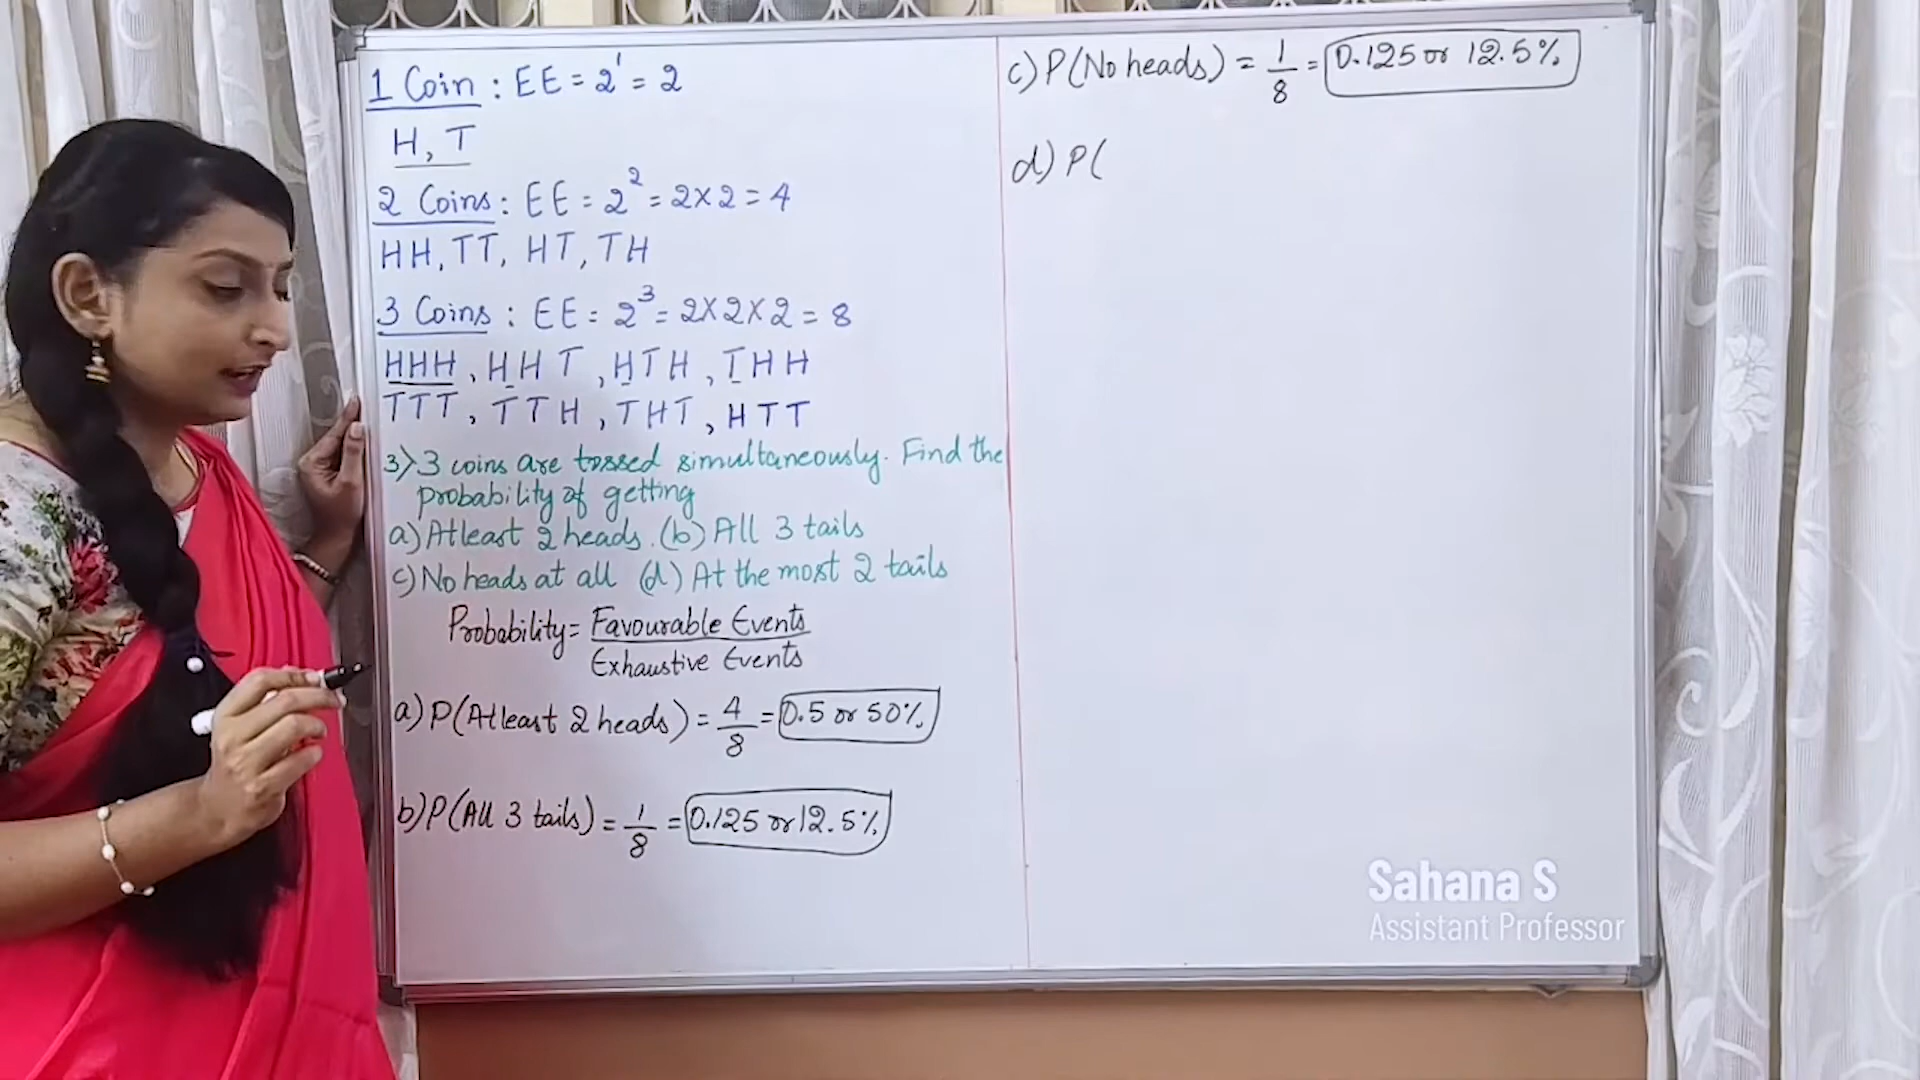 1 Coin : EE = 2¹ = 2
H, T
2 Coins : EE = 2² = 2×2 = 4
HH, TT, HT, TH
3 Coins : EE = 2³ = 2×2×2 = 8
HHH, HHT, HTH, THH
TTT, TTH, THT, HTT
3) 3 coins are tossed simultaneously. Find the
probability of getting
a) Atleast 2 heads. (b) All 3 tails
c) No heads at all (d) At the most 2 tails
Probability = Favourable Events
Exhaustive Events
a) P(Atleast 2 heads) = 4/8 = 0.5 or 50%
b) P(All 3 tails) = 1/8 = 0.125 or 12.5%
c) P(No heads) = 1/8 = 0.125 or 12.5%
d) P(
Sahana S
Assistant Professor